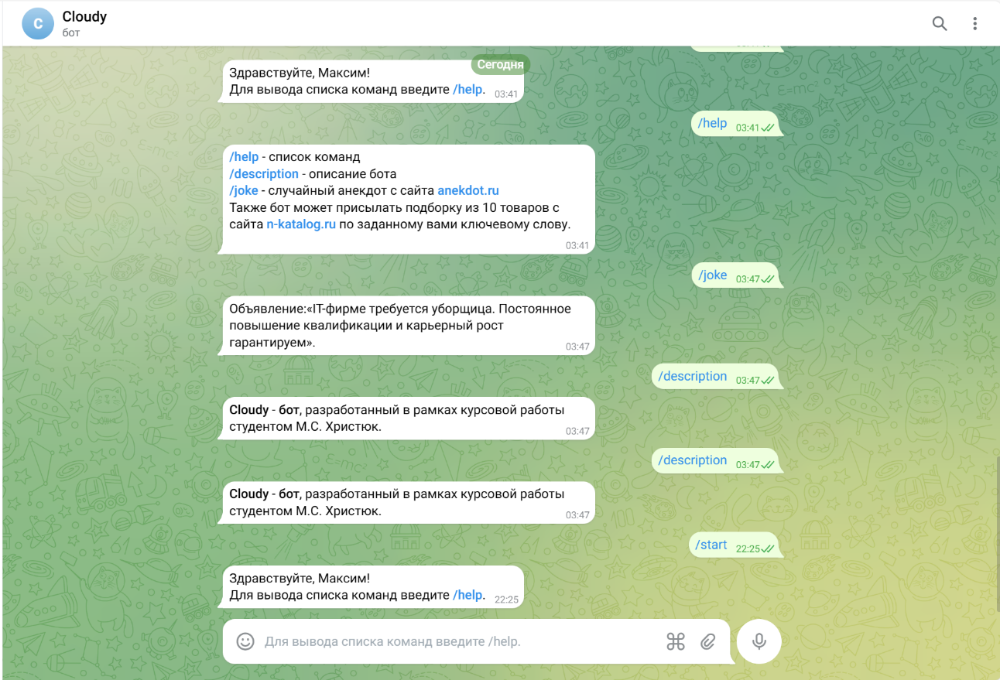 C
Cloudy
бот
Сегодня
Здравствуйте, Максим!
Для вывода списка команд введите /help. 03:41
/help 03:41
/help - список команд
/description - описание бота
/joke - случайный анекдот с сайта anekdot.ru
Также бот может присылать подборку из 10 товаров с
сайта n-katalog.ru по заданному вами ключевому слову.
03:41
/joke 03:47
Объявление:«IT-фирме требуется уборщица. Постоянное
повышение квалификации и карьерный рост
гарантируем». 03:47
/description 03:47
Cloudy - бот, разработанный в рамках курсовой работы
студентом М.С. Христюк. 03:47
/description 03:47
Cloudy - бот, разработанный в рамках курсовой работы
студентом М.С. Христюк. 03:47
/start 22:25
Здравствуйте, Максим!
Для вывода списка команд введите /help. 22:25
Для вывода списка команд введите /help.